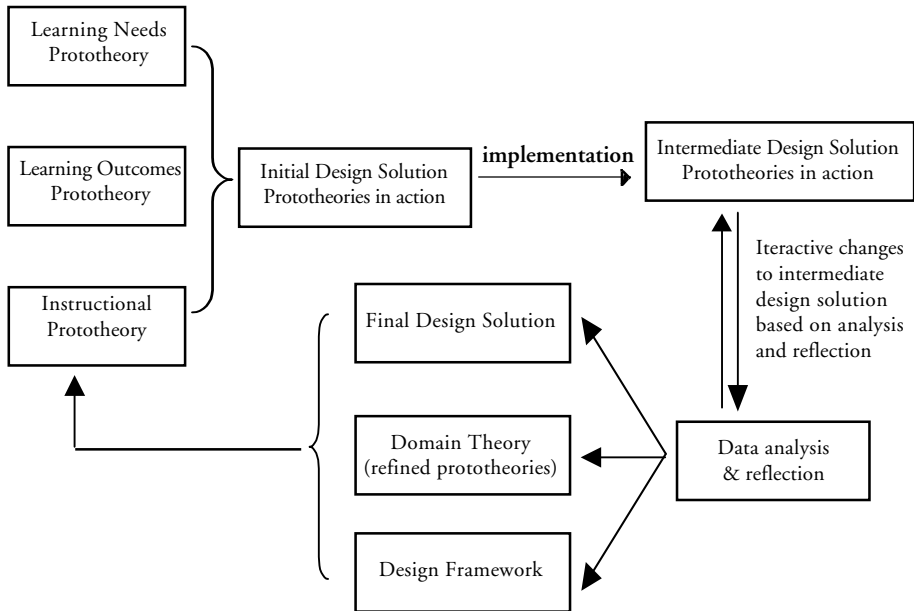 Learning Needs
Prototheory
Learning Outcomes
Prototheory
Instructional
Prototheory
Initial Design Solution
Prototheories in action
implementation
Intermediate Design Solution
Prototheories in action
Iteractive changes
to intermediate
design solution
based on analysis
and reflection
Final Design Solution
Domain Theory
(refined prototheories)
Design Framework
Data analysis
& reflection